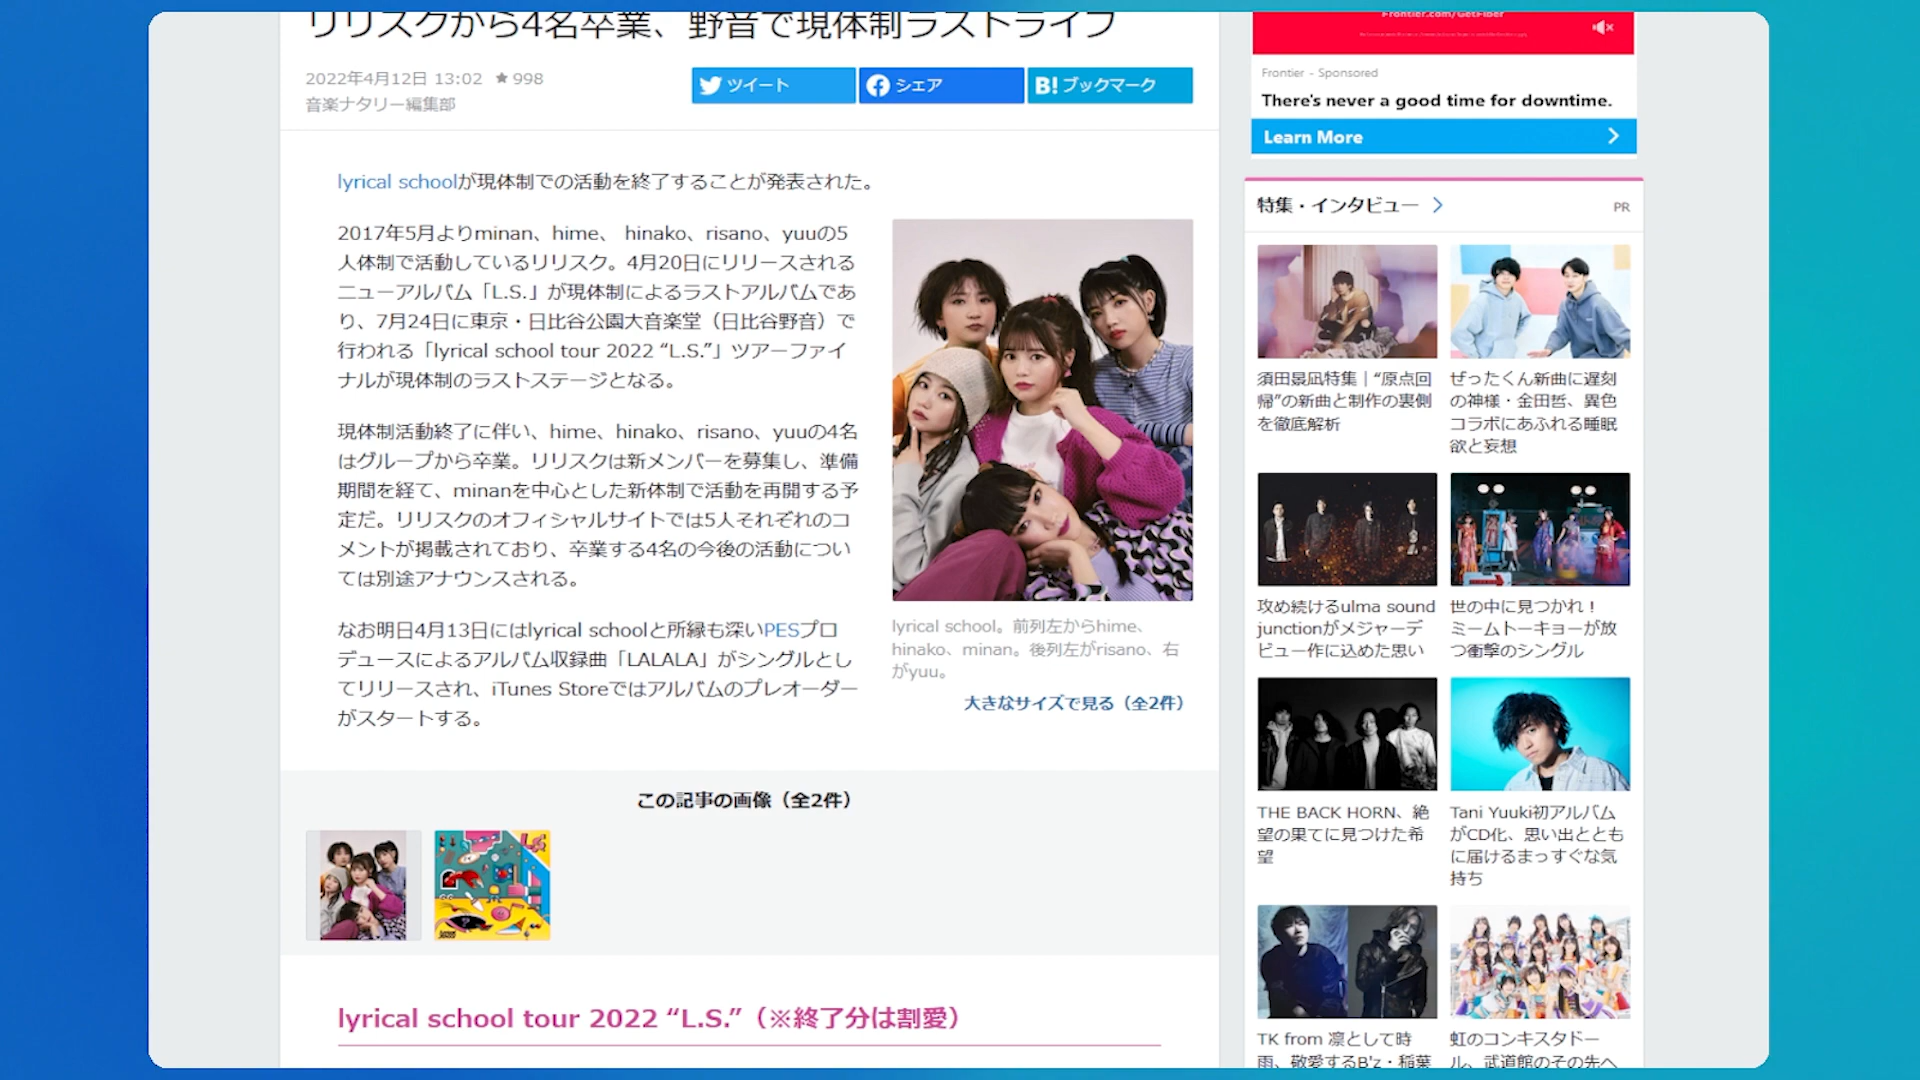 リリスクから4名卒業、野音で現体制ラストライブ
2022年4月12日 13:02 ★998
音楽ナタリー編集部
ツイート
シェア
B! ブックマーク
lyrical schoolが現体制での活動を終了することが発表された。
2017年5月よりminan、hime、 hinako、risano、yuuの5
人体制で活動しているリリスク。4月20日にリリースされる
ニューアルバム「L.S.」が現体制によるラストアルバムであ
り、7月24日に東京・日比谷公園大音楽堂（日比谷野音）で
行われる「lyrical school tour 2022 “L.S.”」ツアーファイ
ナルが現体制のラストステージとなる。
現体制活動終了に伴い、hime、hinako、risano、yuuの4名
はグループから卒業。リリスクは新メンバーを募集し、準備
期間を経て、minanを中心とした新体制で活動を再開する予
定だ。リリスクのオフィシャルサイトでは5人それぞれのコ
メントが掲載されており、卒業する4名の今後の活動につい
ては別途アナウンスされる。
なお明日4月13日にはlyrical schoolと所縁も深いPESプロ
デュースによるアルバム収録曲「LALALA」がシングルとし
てリリースされ、iTunes Storeではアルバムのプレオーダー
がスタートする。
lyrical school。前列左からhime、
hinako、minan。後列左がrisano、右
がyuu。
大きなサイズで見る（全2件）
この記事の画像（全2件）
lyrical school tour 2022 “L.S.”（※終了分は割愛）
Frontier.com/GetFiber
Frontier - Sponsored
There's never a good time for downtime.
Learn More
特集・インタビュー
PR
須田景凪特集｜“原点回
帰”の新曲と制作の裏側
を徹底解析
ぜったくん新曲に遅刻
の神様・金田哲、異色
コラボにあふれる睡眠
欲と妄想
攻め続けるulma sound
junctionがメジャーデ
ビュー作に込めた思い
世の中に見つかれ！
ミームトーキョーが放
つ衝撃のシングル
THE BACK HORN、絶
望の果てに見つけた希
望
Tani Yuuki初アルバム
がCD化、思い出ととも
に届けるまっすぐな気
持ち
TK from 凛として時
雨、敬愛するB'z・稲葉
虹のコンキスタドー
ル、武道館のその先へ